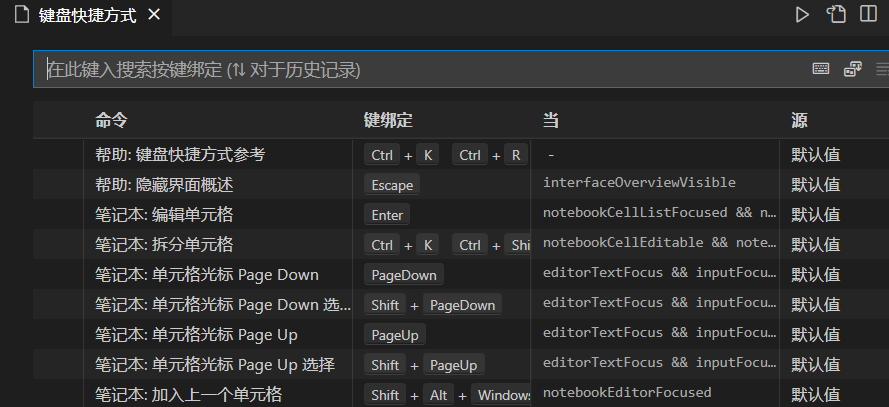 键盘快捷方式
在此键入搜索按键绑定 (⇅ 对于历史记录)
命令 键绑定 当 源
帮助: 键盘快捷方式参考 Ctrl + K Ctrl + R - 默认值
帮助: 隐藏界面概述 Escape interfaceOverviewVisible 默认值
笔记本: 编辑单元格 Enter notebookCellListFocused && n… 默认值
笔记本: 拆分单元格 Ctrl + K Ctrl + Shi notebookCellEditable && note… 默认值
笔记本: 单元格光标 Page Down PageDown editorTextFocus && inputFocu… 默认值
笔记本: 单元格光标 Page Down 选… Shift + PageDown editorTextFocus && inputFocu… 默认值
笔记本: 单元格光标 Page Up PageUp editorTextFocus && inputFocu… 默认值
笔记本: 单元格光标 Page Up 选择 Shift + PageUp editorTextFocus && inputFocu… 默认值
笔记本: 加入上一个单元格 Shift + Alt + Windows notebookEditorFocused 默认值